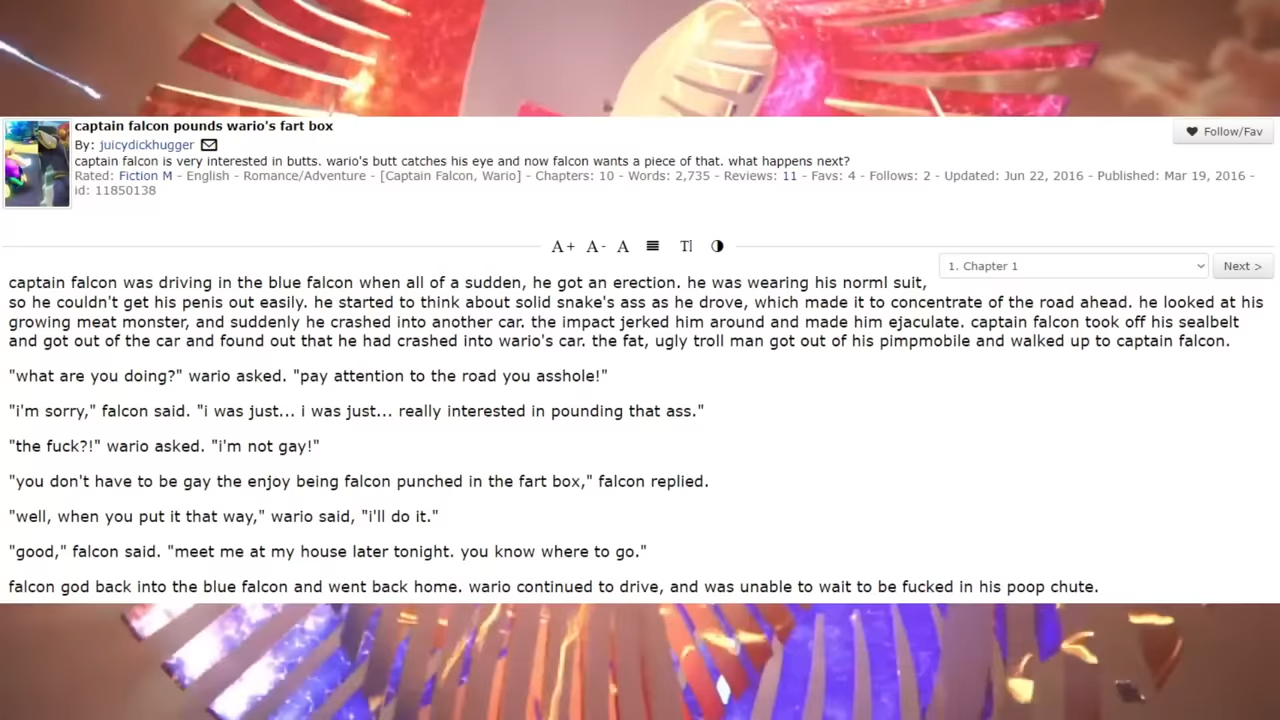 captain falcon pounds wario's fart box
Follow/Fav
By: juicydickhugger
captain falcon is very interested in butts. wario's butt catches his eye and now falcon wants a piece of that. what happens next?
Rated: Fiction M - English - Romance/Adventure - [Captain Falcon, Wario] - Chapters: 10 - Words: 2,735 - Reviews: 11 - Favs: 4 - Follows: 2 - Updated: Jun 22, 2016 - Published: Mar 19, 2016 -
id: 11850138
A+ A- A
1. Chapter 1
Next >
captain falcon was driving in the blue falcon when all of a sudden, he got an erection. he was wearing his norml suit,
so he couldn't get his penis out easily. he started to think about solid snake's ass as he drove, which made it to concentrate of the road ahead. he looked at his
growing meat monster, and suddenly he crashed into another car. the impact jerked him around and made him ejaculate. captain falcon took off his sealbelt
and got out of the car and found out that he had crashed into wario's car. the fat, ugly troll man got out of his pimpmobile and walked up to captain falcon.
"what are you doing?" wario asked. "pay attention to the road you asshole!"
"i'm sorry," falcon said. "i was just... i was just... really interested in pounding that ass."
"the fuck?!" wario asked. "i'm not gay!"
"you don't have to be gay the enjoy being falcon punched in the fart box," falcon replied.
"well, when you put it that way," wario said, "i'll do it."
"good," falcon said. "meet me at my house later tonight. you know where to go."
falcon god back into the blue falcon and went back home. wario continued to drive, and was unable to wait to be fucked in his poop chute.